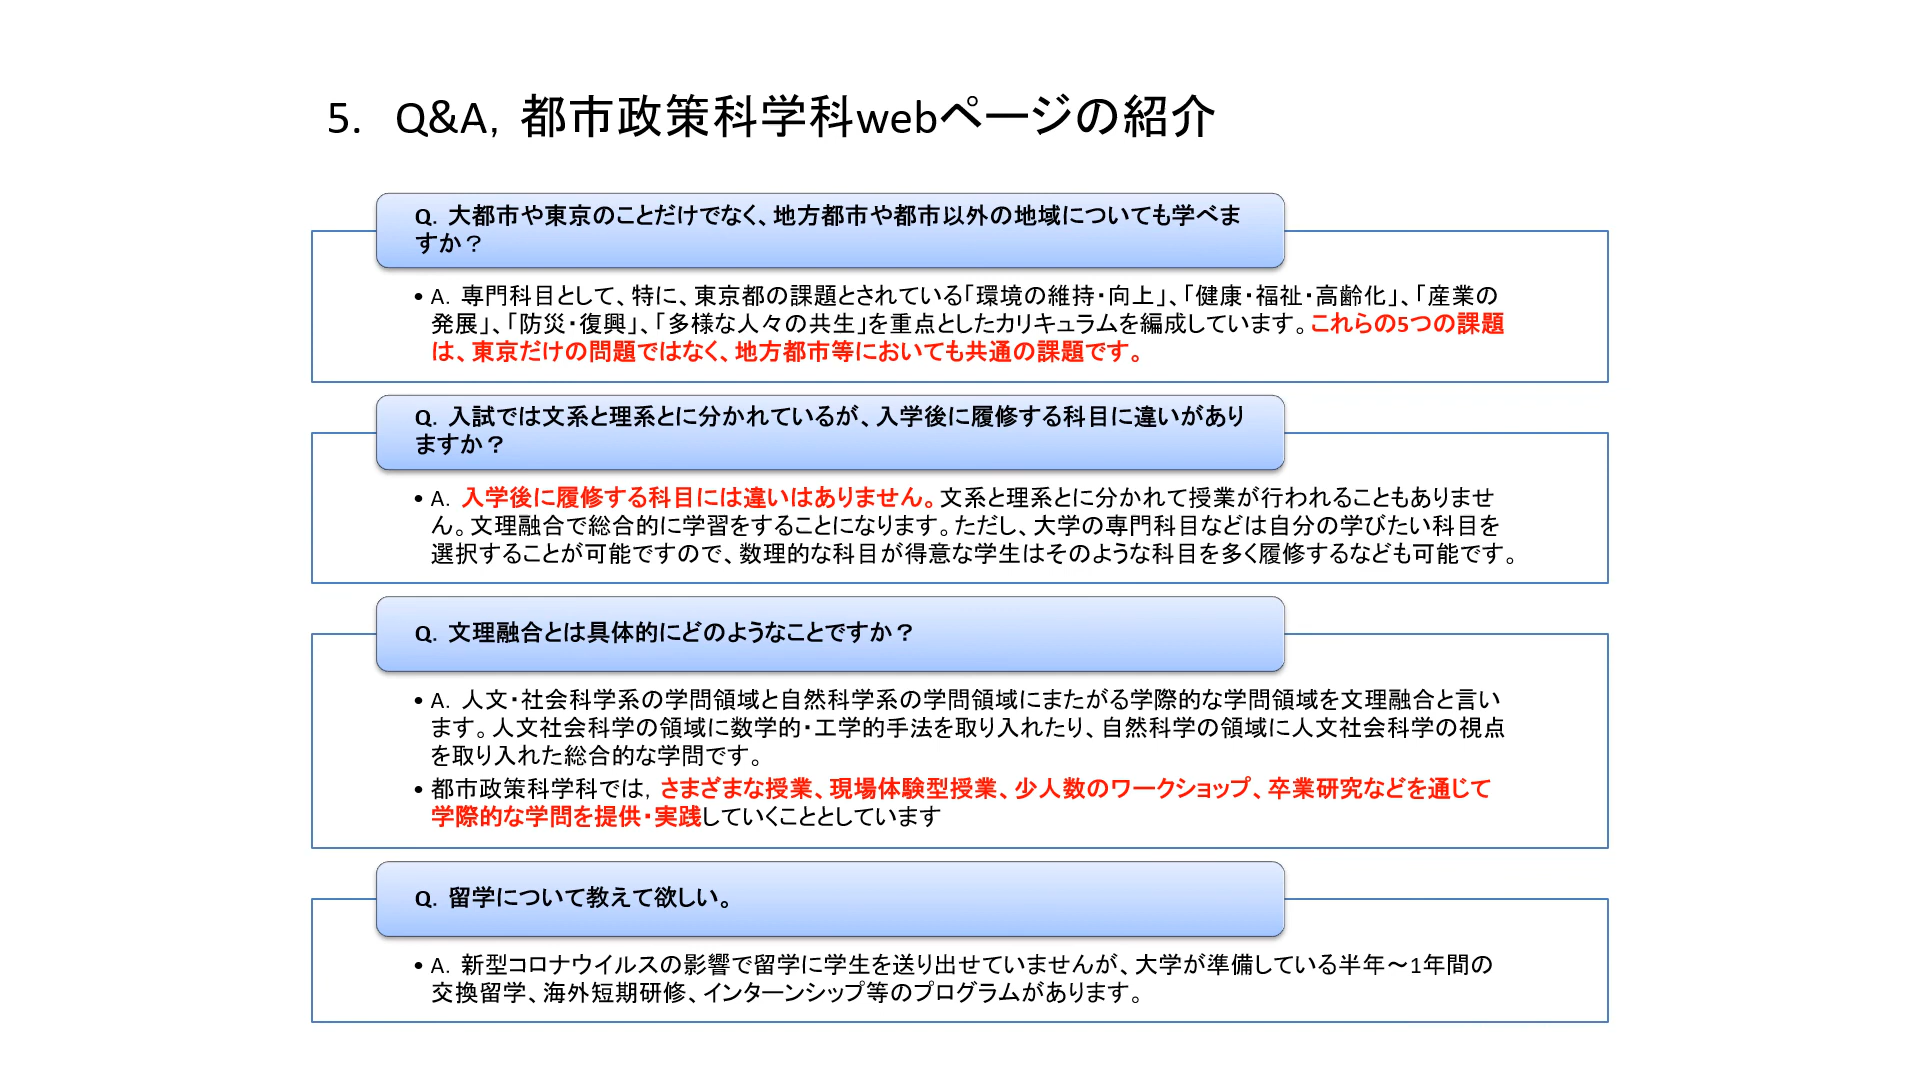 5. Q&A，都市政策科学科webページの紹介
Q. 大都市や東京のことだけでなく、地方都市や都市以外の地域についても学べま
すか？
• A. 専門科目として、特に、東京都の課題とされている「環境の維持・向上」、「健康・福祉・高齢化」、「産業の
発展」、「防災・復興」、「多様な人々の共生」を重点としたカリキュラムを編成しています。これらの5つの課題
は、東京だけの問題ではなく、地方都市等においても共通の課題です。
Q. 入試では文系と理系とに分かれているが、入学後に履修する科目に違いがあり
ますか？
• A. 入学後に履修する科目には違いはありません。文系と理系とに分かれて授業が行われることもありませ
ん。文理融合で総合的に学習をすることになります。ただし、大学の専門科目などは自分の学びたい科目を
選択することが可能ですので、数理的な科目が得意な学生はそのような科目を多く履修するなども可能です。
Q. 文理融合とは具体的にどのようなことですか？
• A. 人文・社会科学系の学問領域と自然科学系の学問領域にまたがる学際的な学問領域を文理融合と言い
ます。人文社会科学の領域に数学的・工学的手法を取り入れたり、自然科学の領域に人文社会科学の視点
を取り入れた総合的な学問です。
• 都市政策科学科では，さまざまな授業、現場体験型授業、少人数のワークショップ、卒業研究などを通じて
学際的な学問を提供・実践していくこととしています
Q. 留学について教えて欲しい。
• A. 新型コロナウイルスの影響で留学に学生を送り出せていませんが、大学が準備している半年～1年間の
交換留学、海外短期研修、インターンシップ等のプログラムがあります。